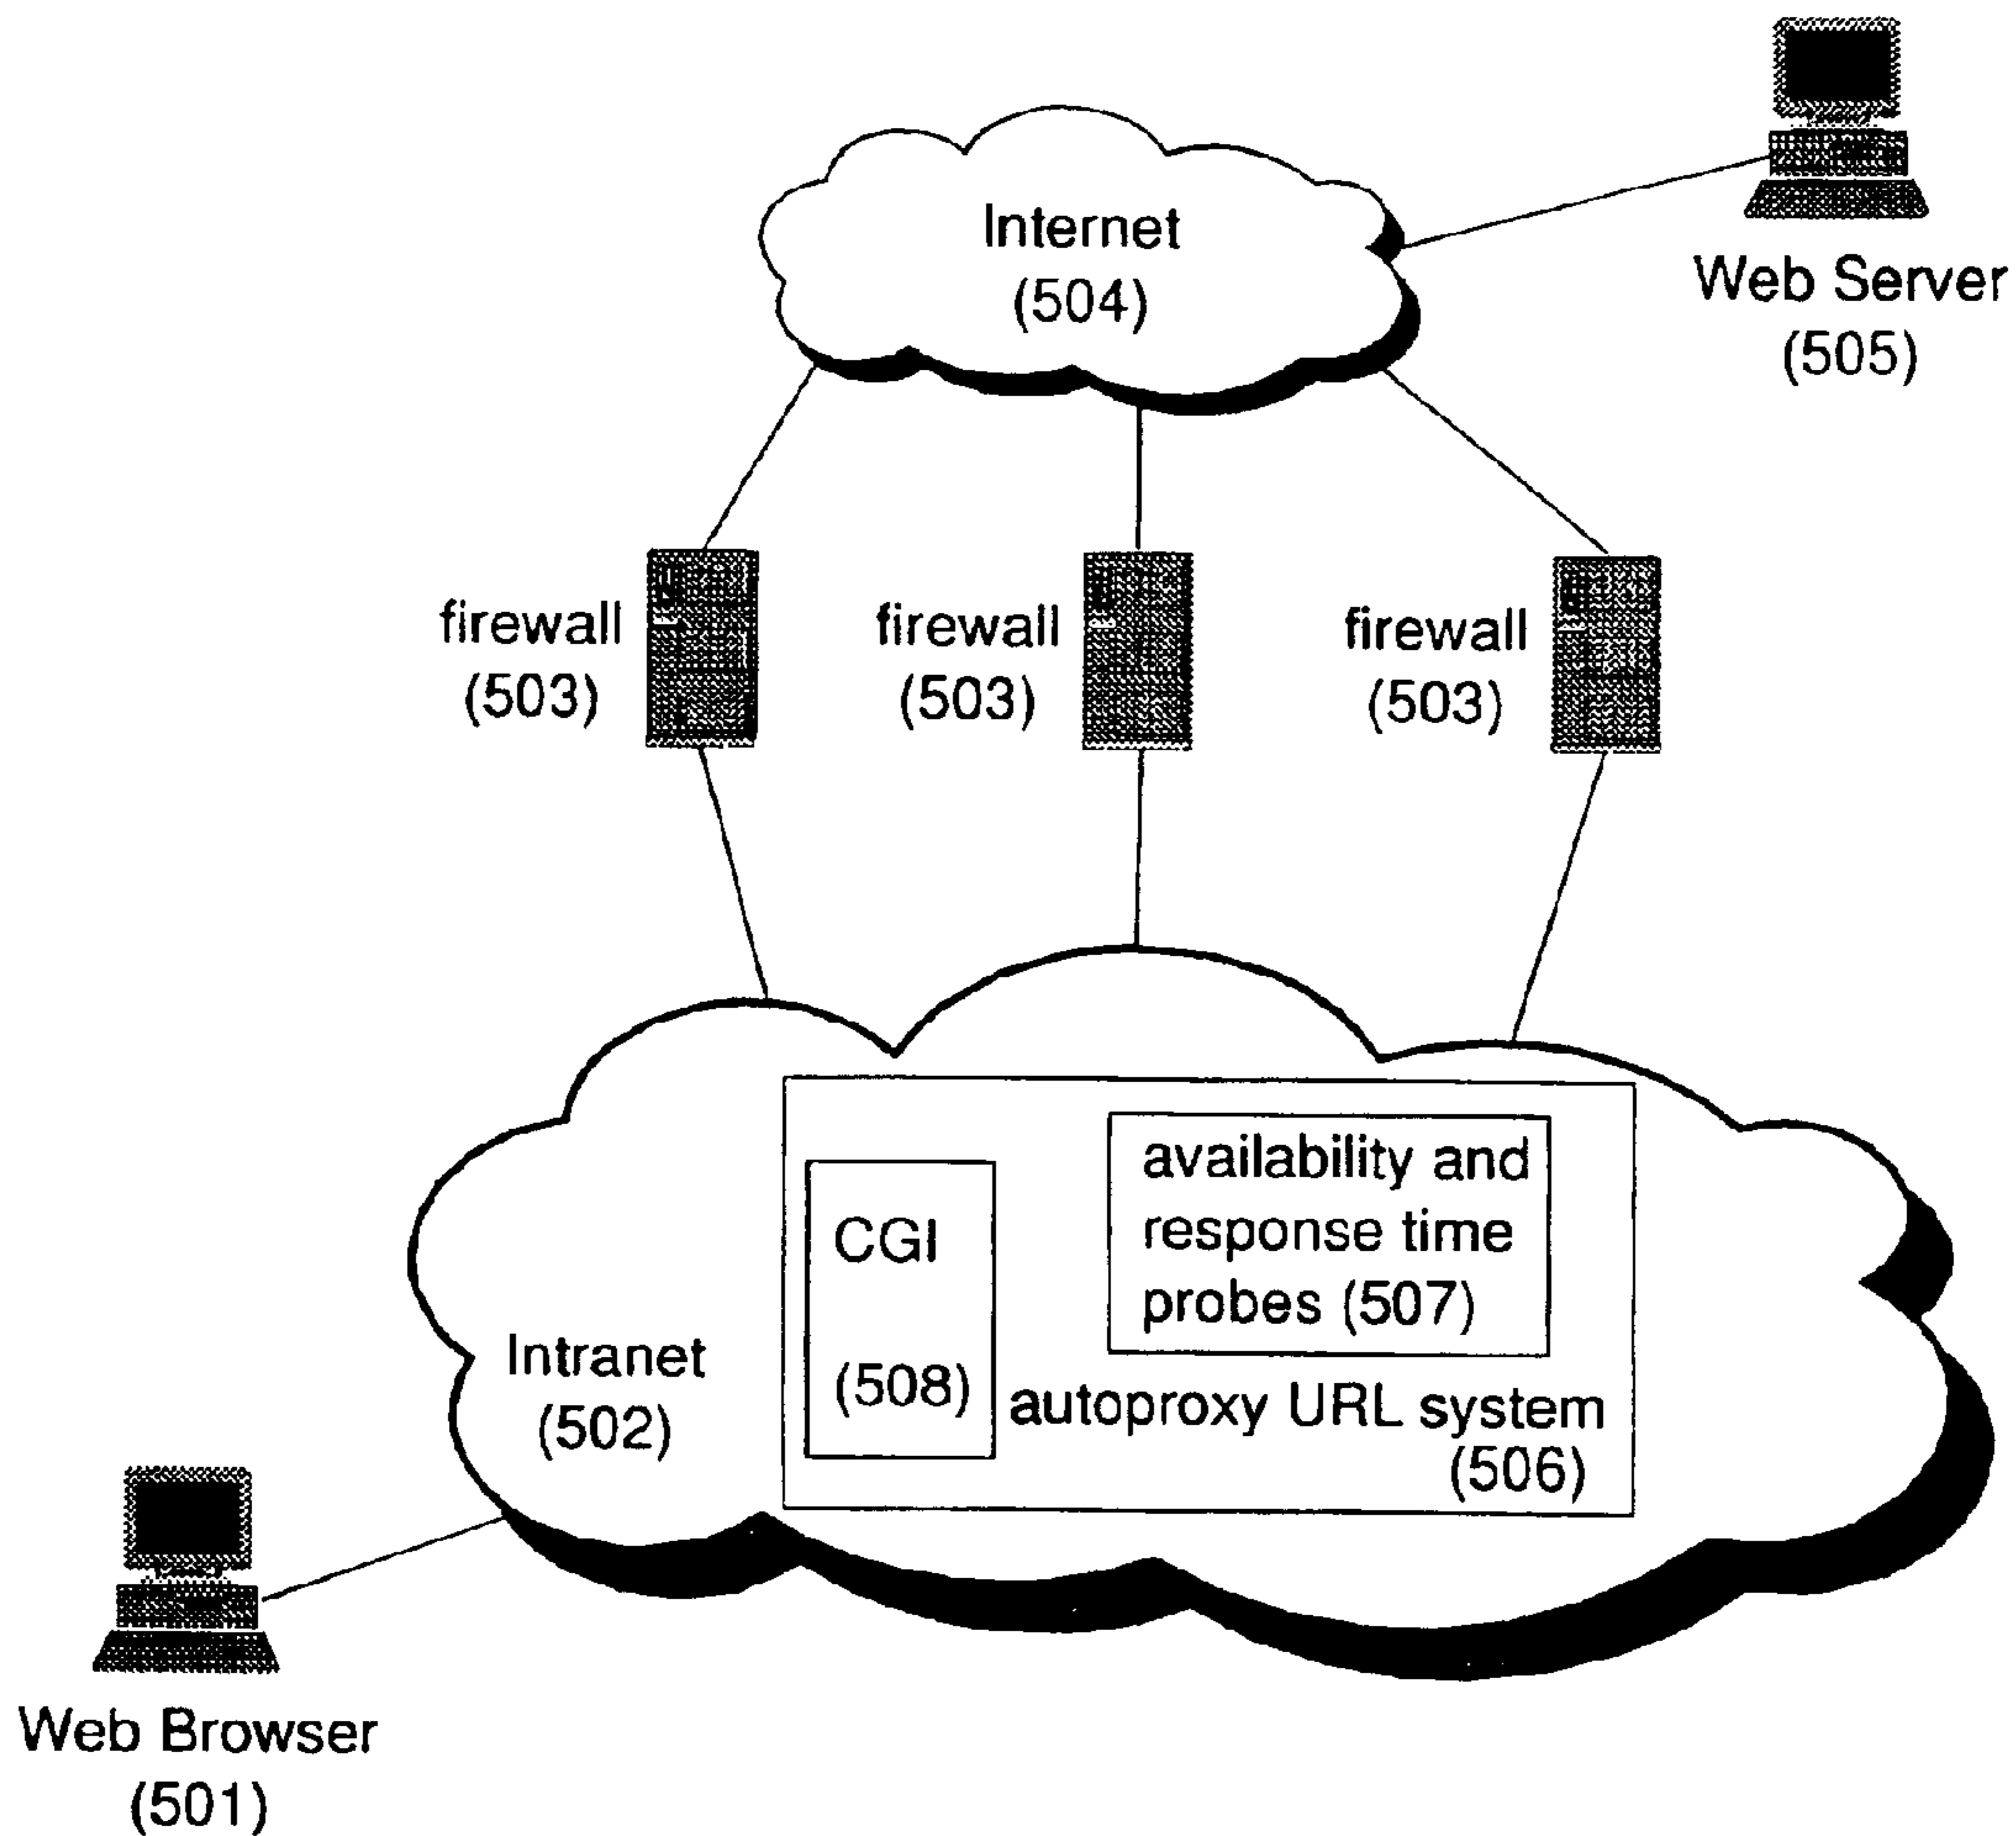 Internet
(504)
Web Server
(505)
firewall
(503)
firewall
(503)
firewall
(503)
availability and
response time
probes (507)
CGI
(508)
autoproxy URL system
(506)
Intranet
(502)
Web Browser
(501)